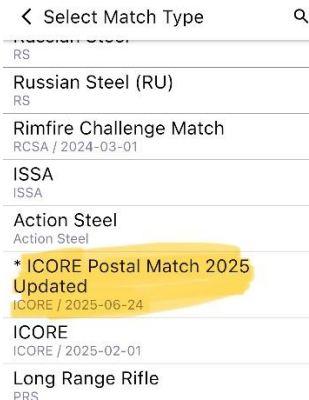 Select Match Type
Russian Steel
RS
Russian Steel (RU)
RS
Rimfire Challenge Match
RCSA / 2024-03-01
ISSA
ISSA
Action Steel
Action Steel
* ICORE Postal Match 2025
Updated
ICORE / 2025-06-24
ICORE
ICORE / 2025-02-01
Long Range Rifle
PRS